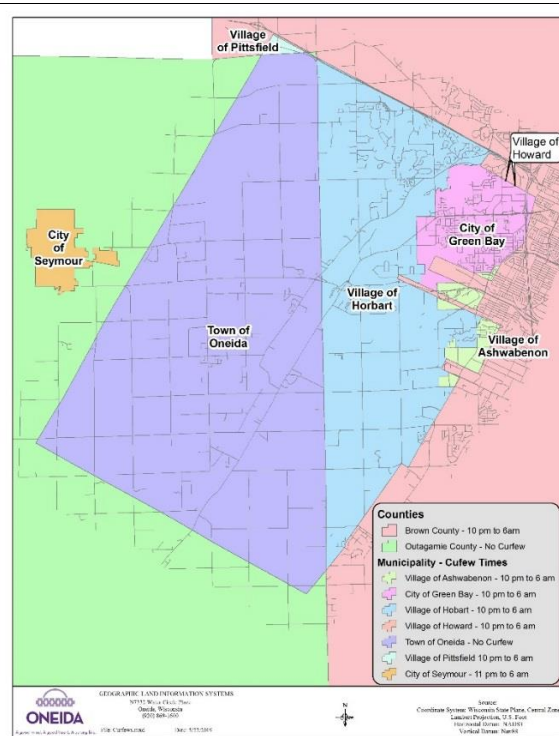 Village
of Pittsfield
Village of
Howard
City of
Green Bay
City
of
Seymour
Village of
Horbart
Town of
Oneida
Village of
Ashwabenon
Counties
Brown County - 10 pm to 6am
Outagamie County - No Curfew
Municipality - Cufew Times
Village of Ashwabenon - 10 pm to 6 am
City of Green Bay - 10 pm to 6 am
Village of Hobart - 10 pm to 6 am
Village of Howard - 10 pm to 6 am
Town of Oneida - No Curfew
Village of Pittsfield 10 pm to 6 am
City of Seymour - 11 pm to 6 am
ONEIDA
GEOGRAPHIC LAND INFORMATION SYSTEMS
Oneida, Wisconsin
Source:
Coordinate System: Wisconsin State Plane, Central Zone
Lambert Projection, U.S. Feet
Horizontal Datum: NAD83
Vertical Datum: